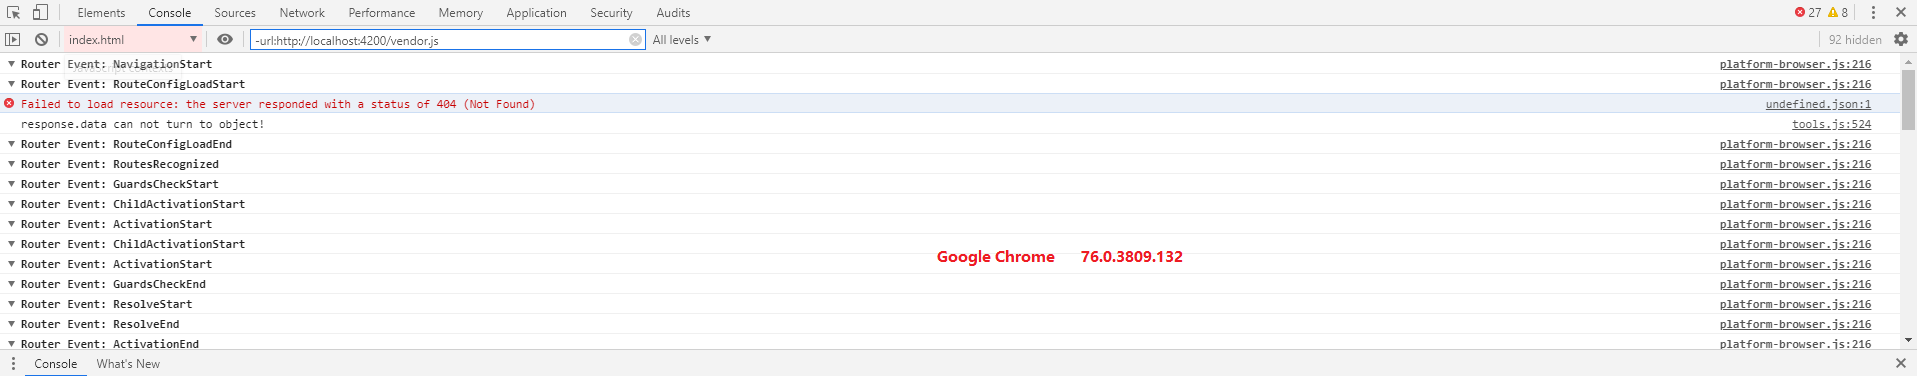 Elements Console Sources Network Performance Memory Application Security Audits 27 8
index.html -url:http://localhost:4200/vendor.js All levels 92 hidden
JavaScript contexts
Router Event: NavigationStart platform-browser.js:216
Router Event: RouteConfigLoadStart platform-browser.js:216
Failed to load resource: the server responded with a status of 404 (Not Found) undefined.json:1
response.data can not turn to object! tools.js:524
Router Event: RouteConfigLoadEnd platform-browser.js:216
Router Event: RoutesRecognized platform-browser.js:216
Router Event: GuardsCheckStart platform-browser.js:216
Router Event: ChildActivationStart platform-browser.js:216
Router Event: ActivationStart platform-browser.js:216
Router Event: ChildActivationStart platform-browser.js:216
Google Chrome 76.0.3809.132
Router Event: ActivationStart platform-browser.js:216
Router Event: GuardsCheckEnd platform-browser.js:216
Router Event: ResolveStart platform-browser.js:216
Router Event: ResolveEnd platform-browser.js:216
Router Event: ActivationEnd platform-browser.js:216
Console What's New